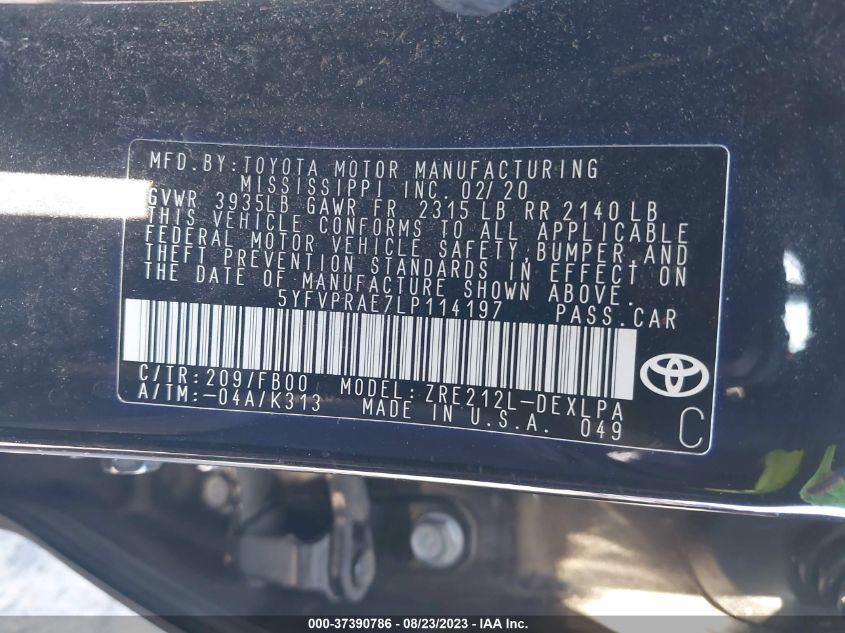 MFD. BY: TOYOTA MOTOR MANUFACTURING
MISSISSIPPI INC. 02/20
GVWR 3935LB GAWR FR 2315 LB RR 2140 LB
THIS VEHICLE CONFORMS TO ALL APPLICABLE
FEDERAL MOTOR VEHICLE SAFETY, BUMPER, AND
THEFT PREVENTION STANDARDS IN EFFECT ON
THE DATE OF MANUFACTURE SHOWN ABOVE.
5YFVPRAE7LP114197 PASS. CAR
C/TR: 209/FB00 MODEL: ZRE212L-DEXLPA
A/TM: -04A/K313 MADE IN U.S.A. 049
C
000-37390786 - 08/23/2023 - IAA Inc.